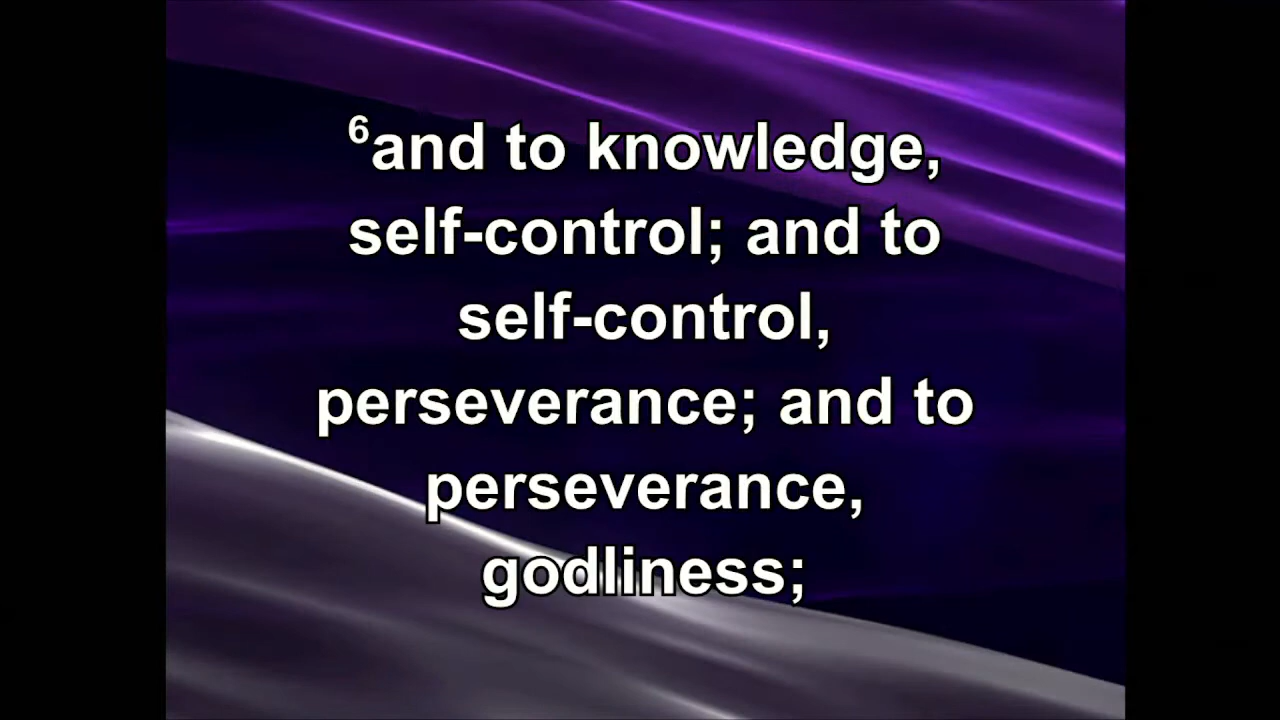 ⁶and to knowledge,
self-control; and to
self-control,
perseverance; and to
perseverance,
godliness;